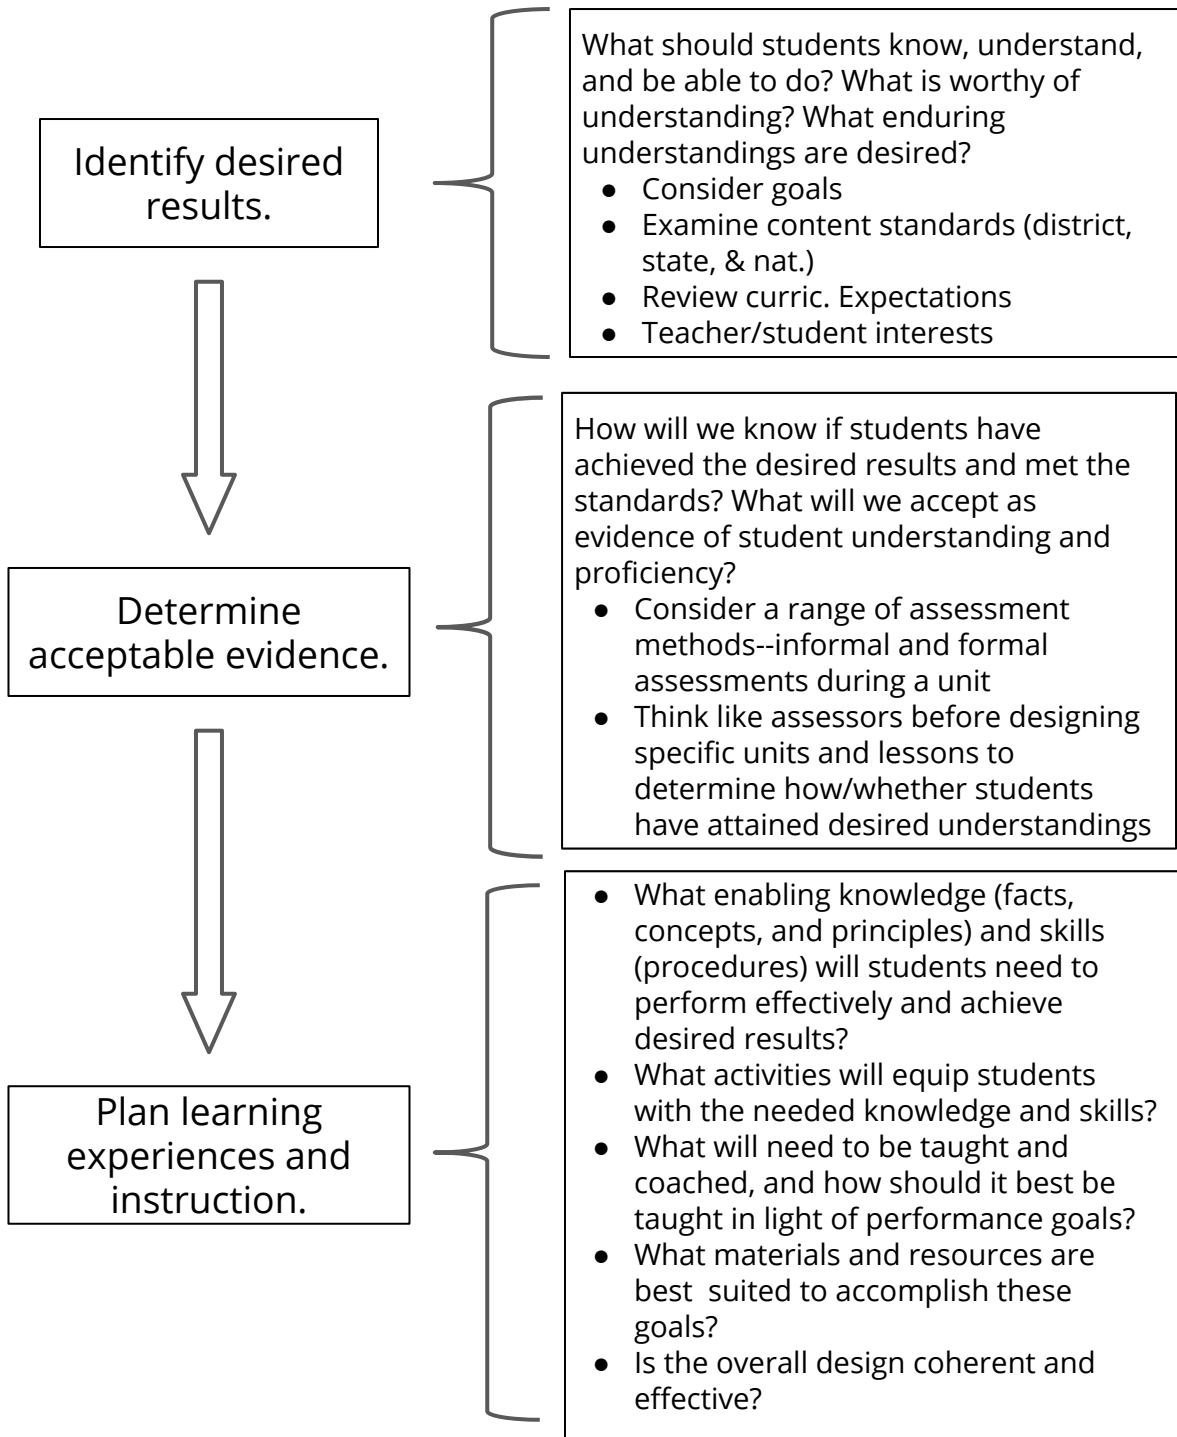 Identify desired
results.
What should students know, understand,
and be able to do? What is worthy of
understanding? What enduring
understandings are desired?
● Consider goals
● Examine content standards (district,
state, & nat.)
● Review curric. Expectations
● Teacher/student interests
Determine
acceptable evidence.
How will we know if students have
achieved the desired results and met the
standards? What will we accept as
evidence of student understanding and
proficiency?
● Consider a range of assessment
methods--informal and formal
assessments during a unit
● Think like assessors before designing
specific units and lessons to
determine how/whether students
have attained desired understandings
Plan learning
experiences and
instruction.
● What enabling knowledge (facts,
concepts, and principles) and skills
(procedures) will students need to
perform effectively and achieve
desired results?
● What activities will equip students
with the needed knowledge and skills?
● What will need to be taught and
coached, and how should it best be
taught in light of performance goals?
● What materials and resources are
best  suited to accomplish these
goals?
● Is the overall design coherent and
effective?